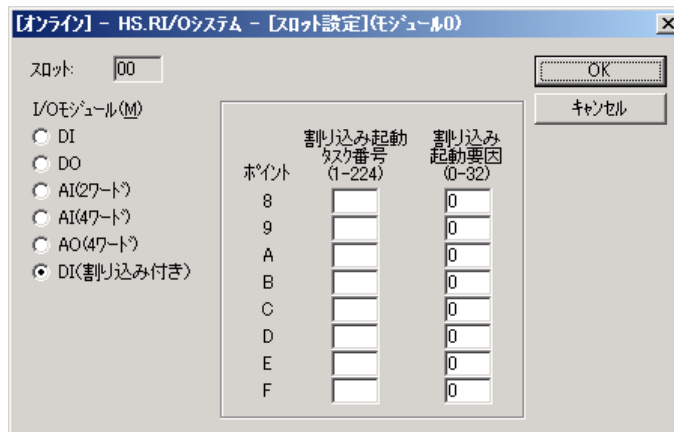 [オンライン] - HS.RI/Oシステム - [スロット設定](モジュール0)
スロット: 00
OK
キャンセル
I/Oモジュール(M)
DI
DO
AI(2ワード)
AI(4ワード)
AO(4ワード)
DI(割り込み付き)
ポイント 割り込み起動タスク番号(1-224) 割り込み起動要因(0-32)
8 0
9 0
A 0
B 0
C 0
D 0
E 0
F 0